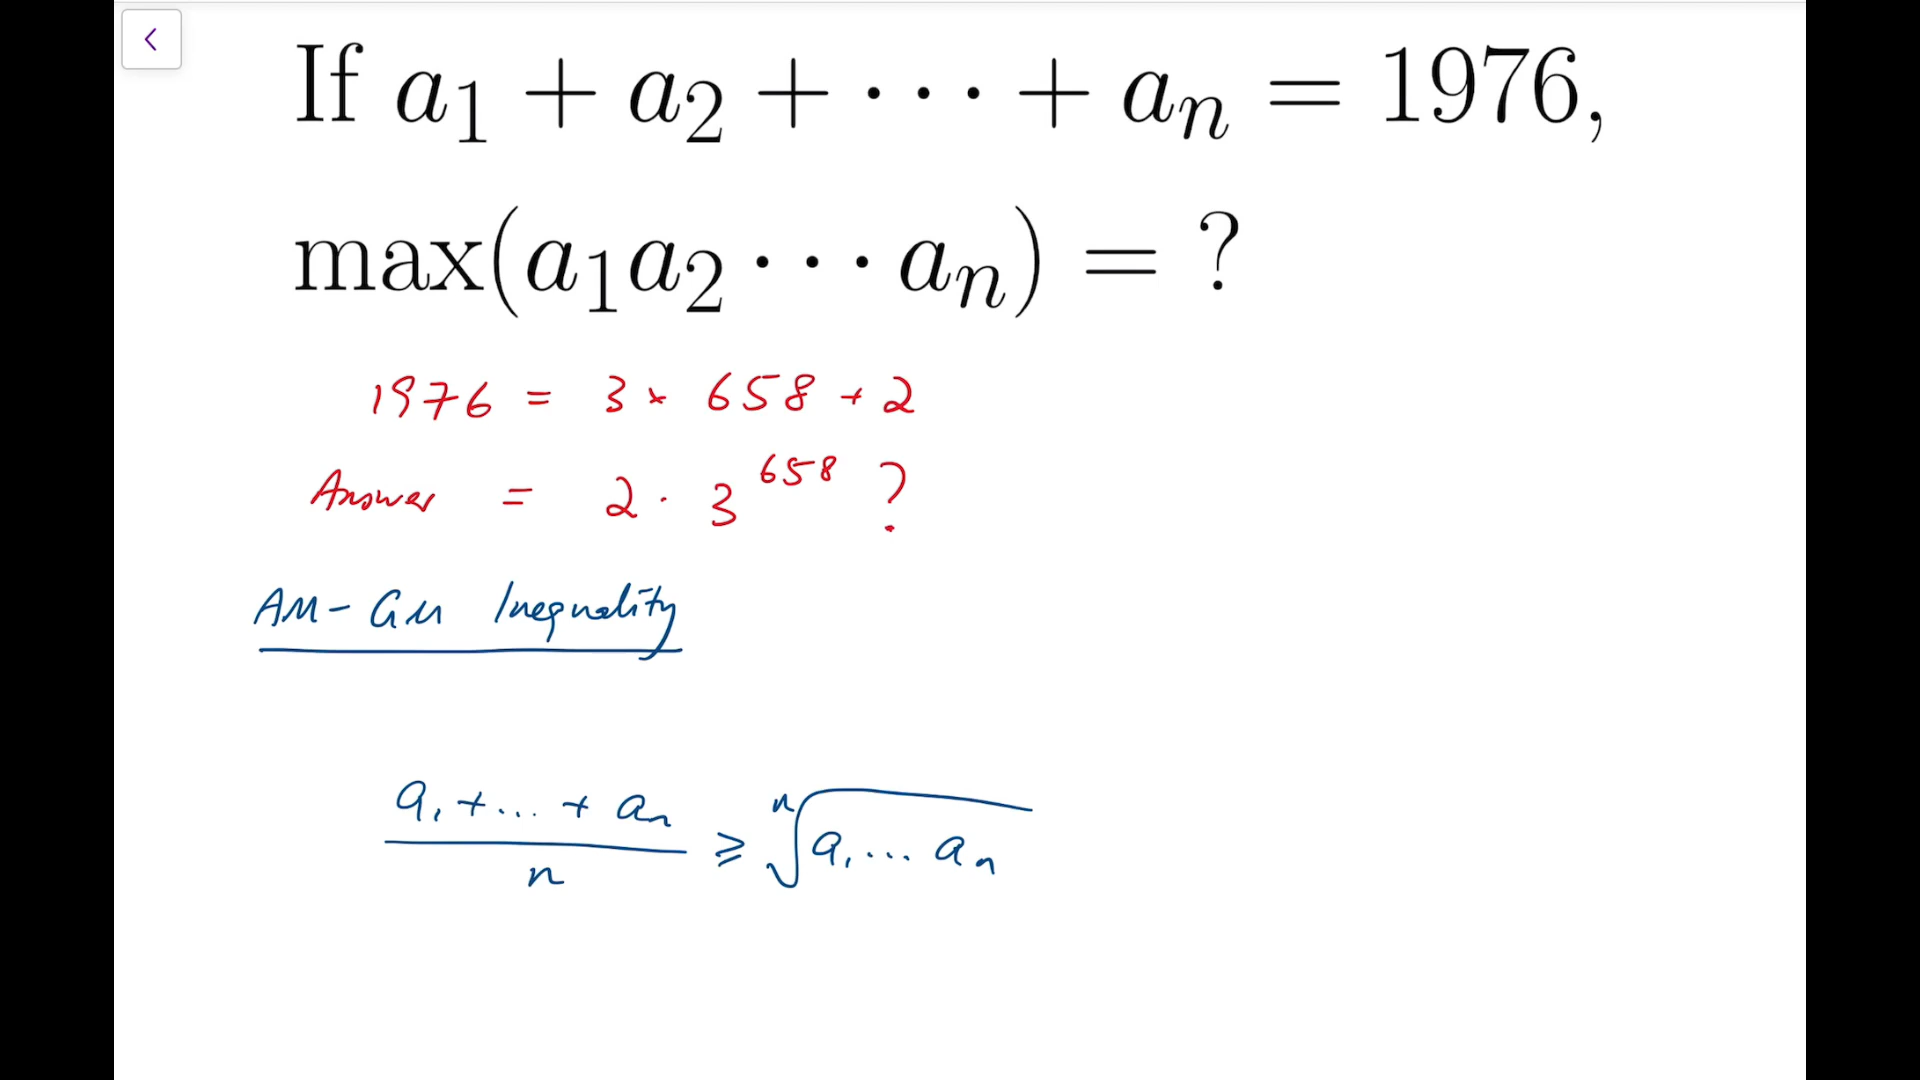 If a₁ + a₂ + ··· + aₙ = 1976,
max(a₁a₂ ··· aₙ) = ?
1976 = 3 × 658 + 2
Answer = 2 · 3⁶⁵⁸ ?
AM-GM Inequality
(a₁ + ... + aₙ)/n ⩾ ⁿ√(a₁ ... aₙ)